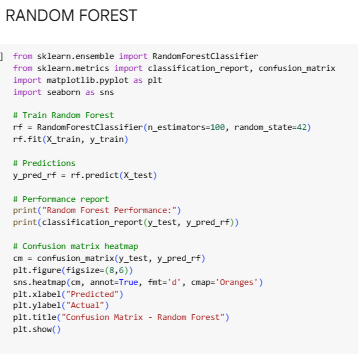 RANDOM FOREST
] from sklearn.ensemble import RandomForestClassifier
from sklearn.metrics import classification_report, confusion_matrix
import matplotlib.pyplot as plt
import seaborn as sns
# Train Random Forest
rf = RandomForestClassifier(n_estimators=100, random_state=42)
rf.fit(X_train, y_train)
# Predictions
y_pred_rf = rf.predict(X_test)
# Performance report
print("Random Forest Performance:")
print(classification_report(y_test, y_pred_rf))
# Confusion matrix heatmap
cm = confusion_matrix(y_test, y_pred_rf)
plt.figure(figsize=(8,6))
sns.heatmap(cm, annot=True, fmt='d', cmap='Oranges')
plt.xlabel("Predicted")
plt.ylabel("Actual")
plt.title("Confusion Matrix - Random Forest")
plt.show()